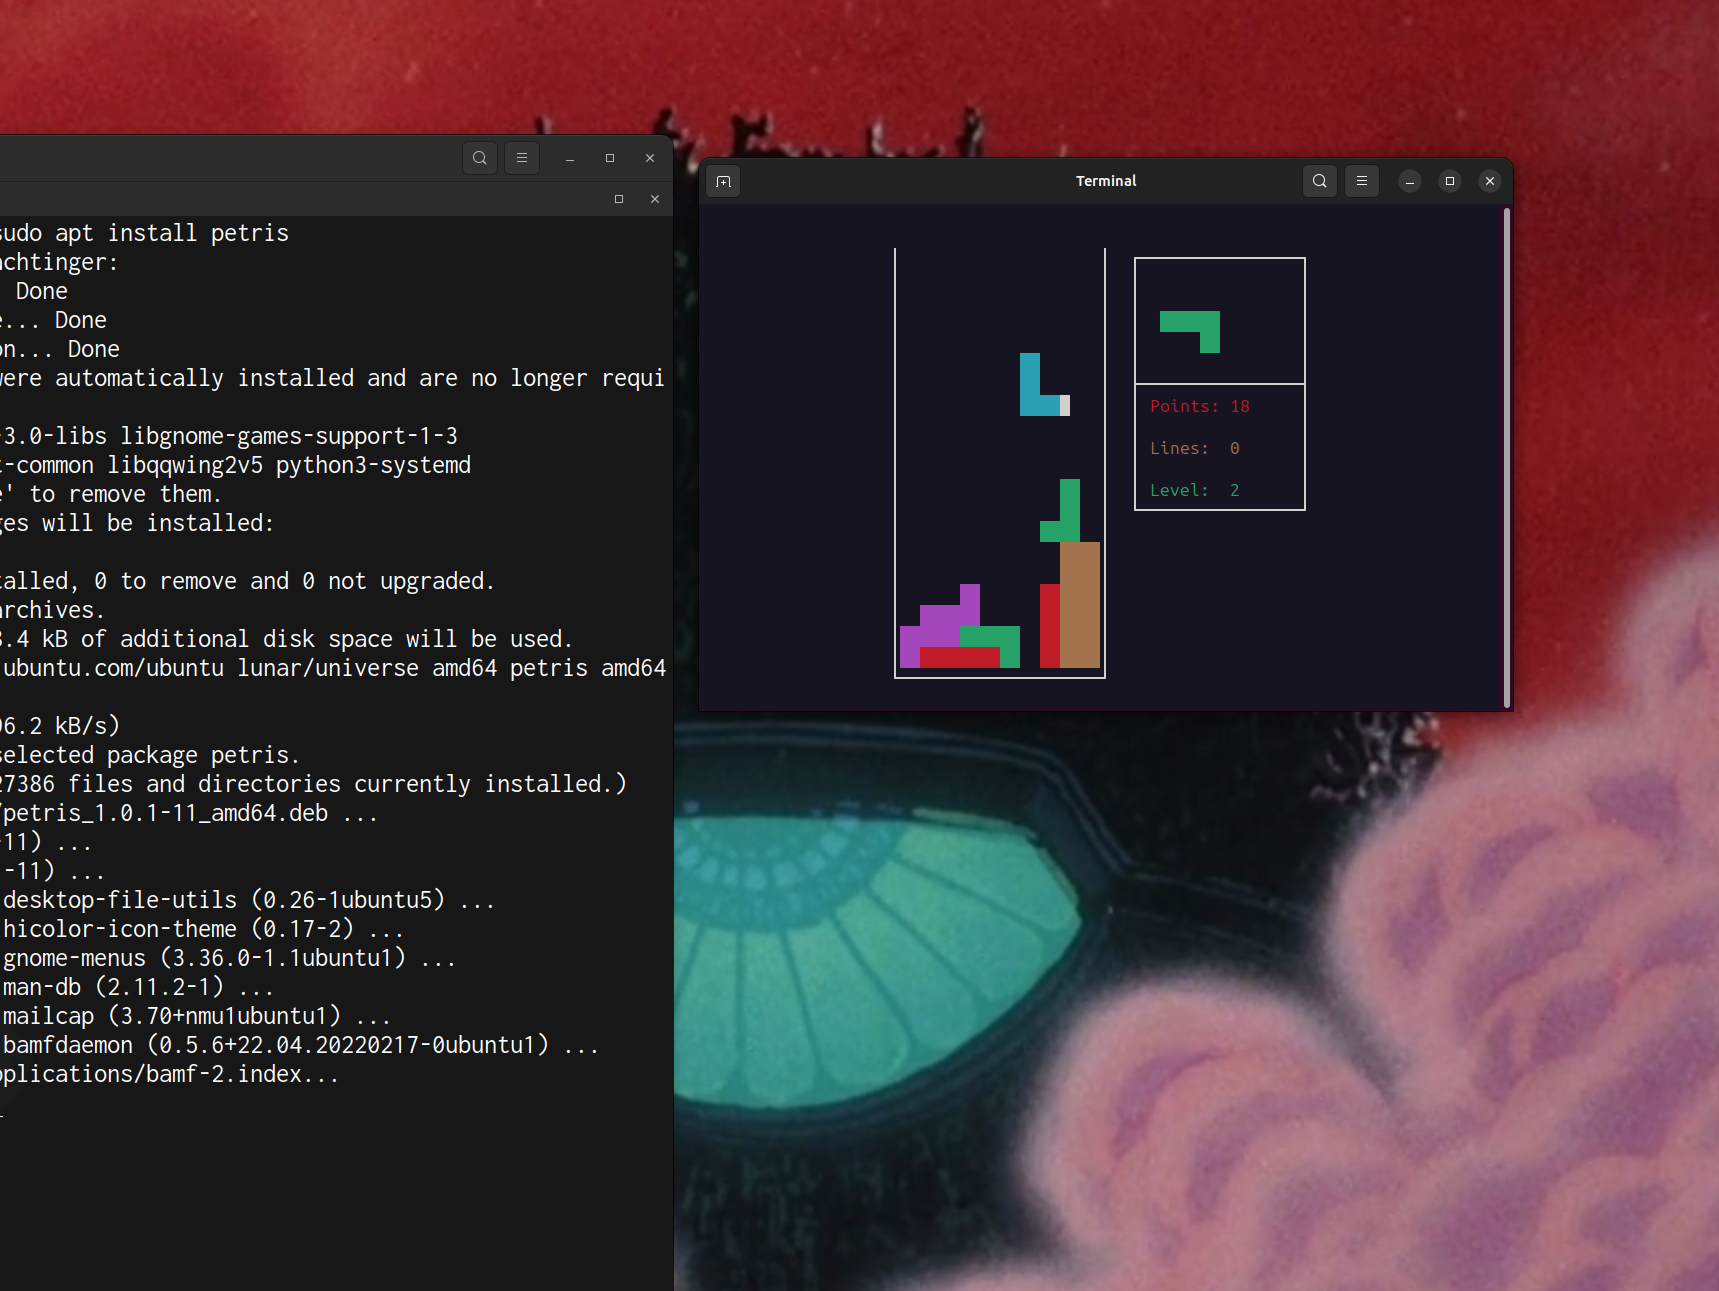 sudo apt install petris
achtinger:
Done
... Done
on... Done
were automatically installed and are no longer requi
-3.0-libs libgnome-games-support-1-3
t-common libqqwing2v5 python3-systemd
' to remove them.
ges will be installed:
talled, 0 to remove and 0 not upgraded.
archives.
3.4 kB of additional disk space will be used.
ubuntu.com/ubuntu lunar/universe amd64 petris amd64
06.2 kB/s)
selected package petris.
27386 files and directories currently installed.)
/petris_1.0.1-11_amd64.deb ...
-11) ...
-11) ...
desktop-file-utils (0.26-1ubuntu5) ...
hicolor-icon-theme (0.17-2) ...
gnome-menus (3.36.0-1.1ubuntu1) ...
man-db (2.11.2-1) ...
mailcap (3.70+nmu1ubuntu1) ...
bamfdaemon (0.5.6+22.04.20220217-0ubuntu1) ...
pplications/bamf-2.index...
Terminal
Points: 18
Lines: 0
Level: 2